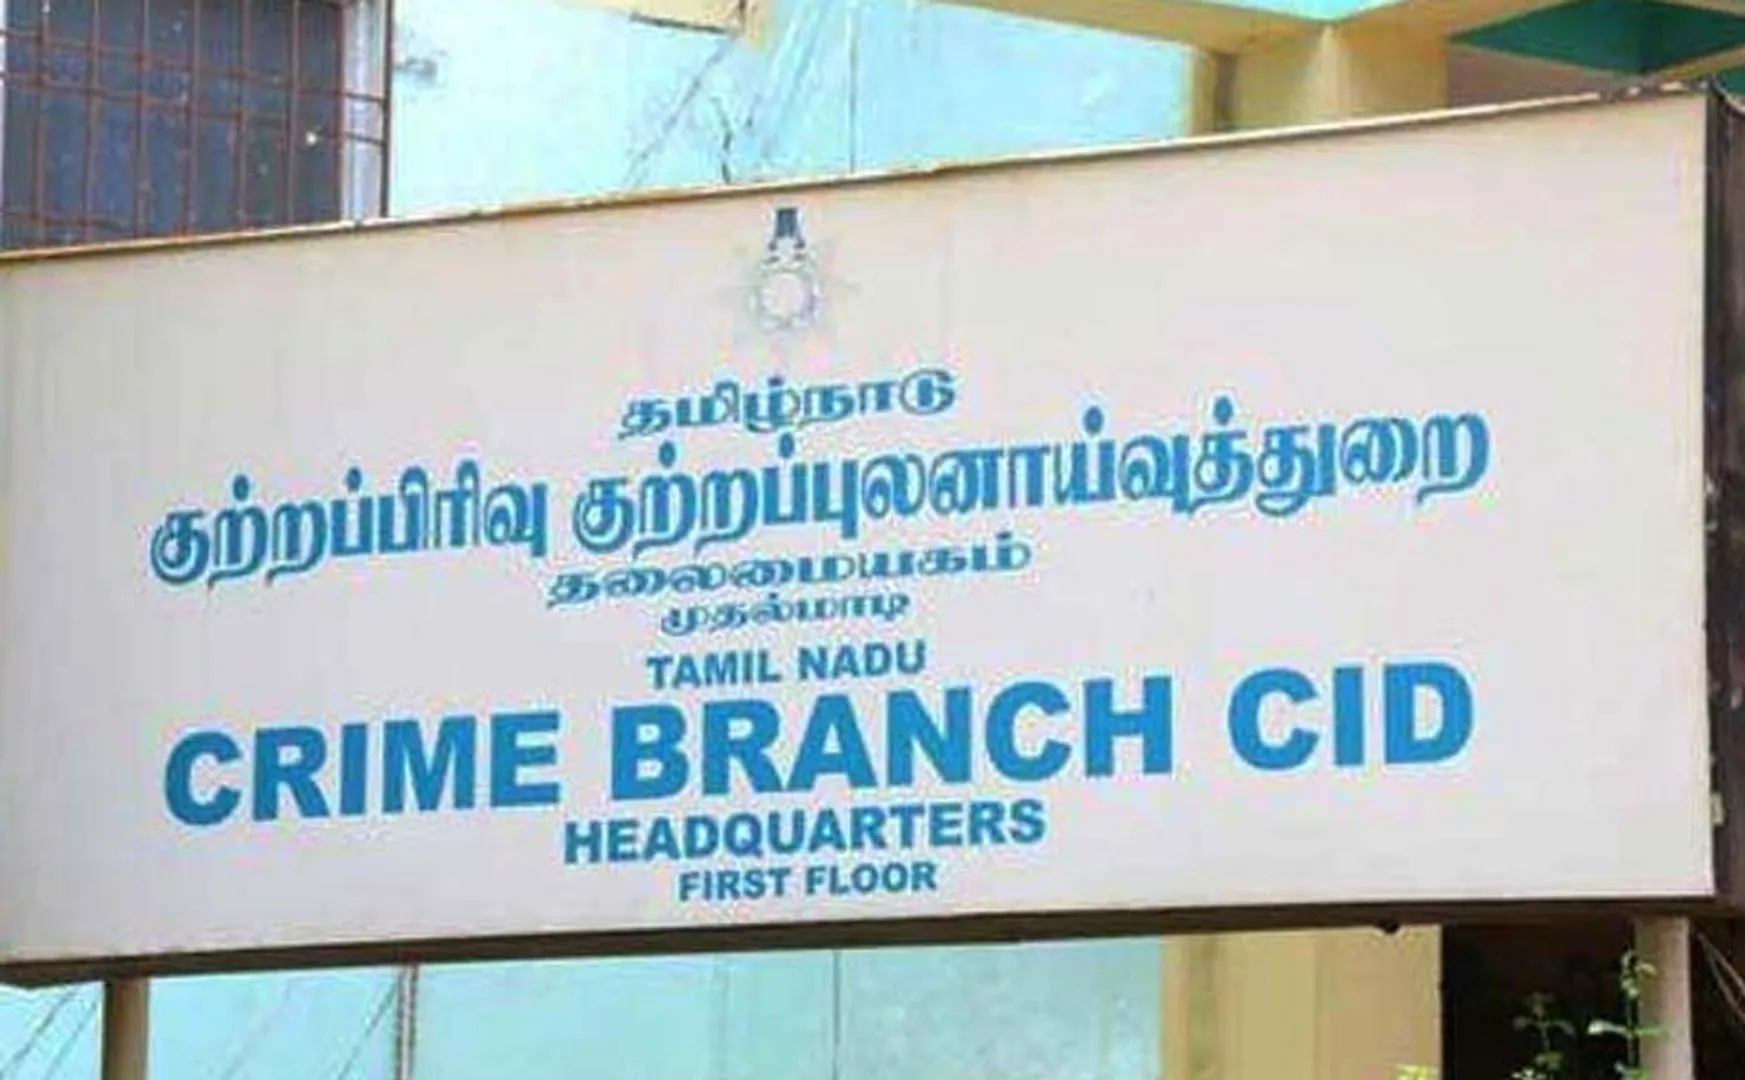 தமிழ்நாடு
குற்றப்பிரிவு குற்றப்புலனாய்வுத்துறை
தலைமையகம்
முதல்மாடி
TAMIL NADU
CRIME BRANCH CID
HEADQUARTERS
FIRST FLOOR